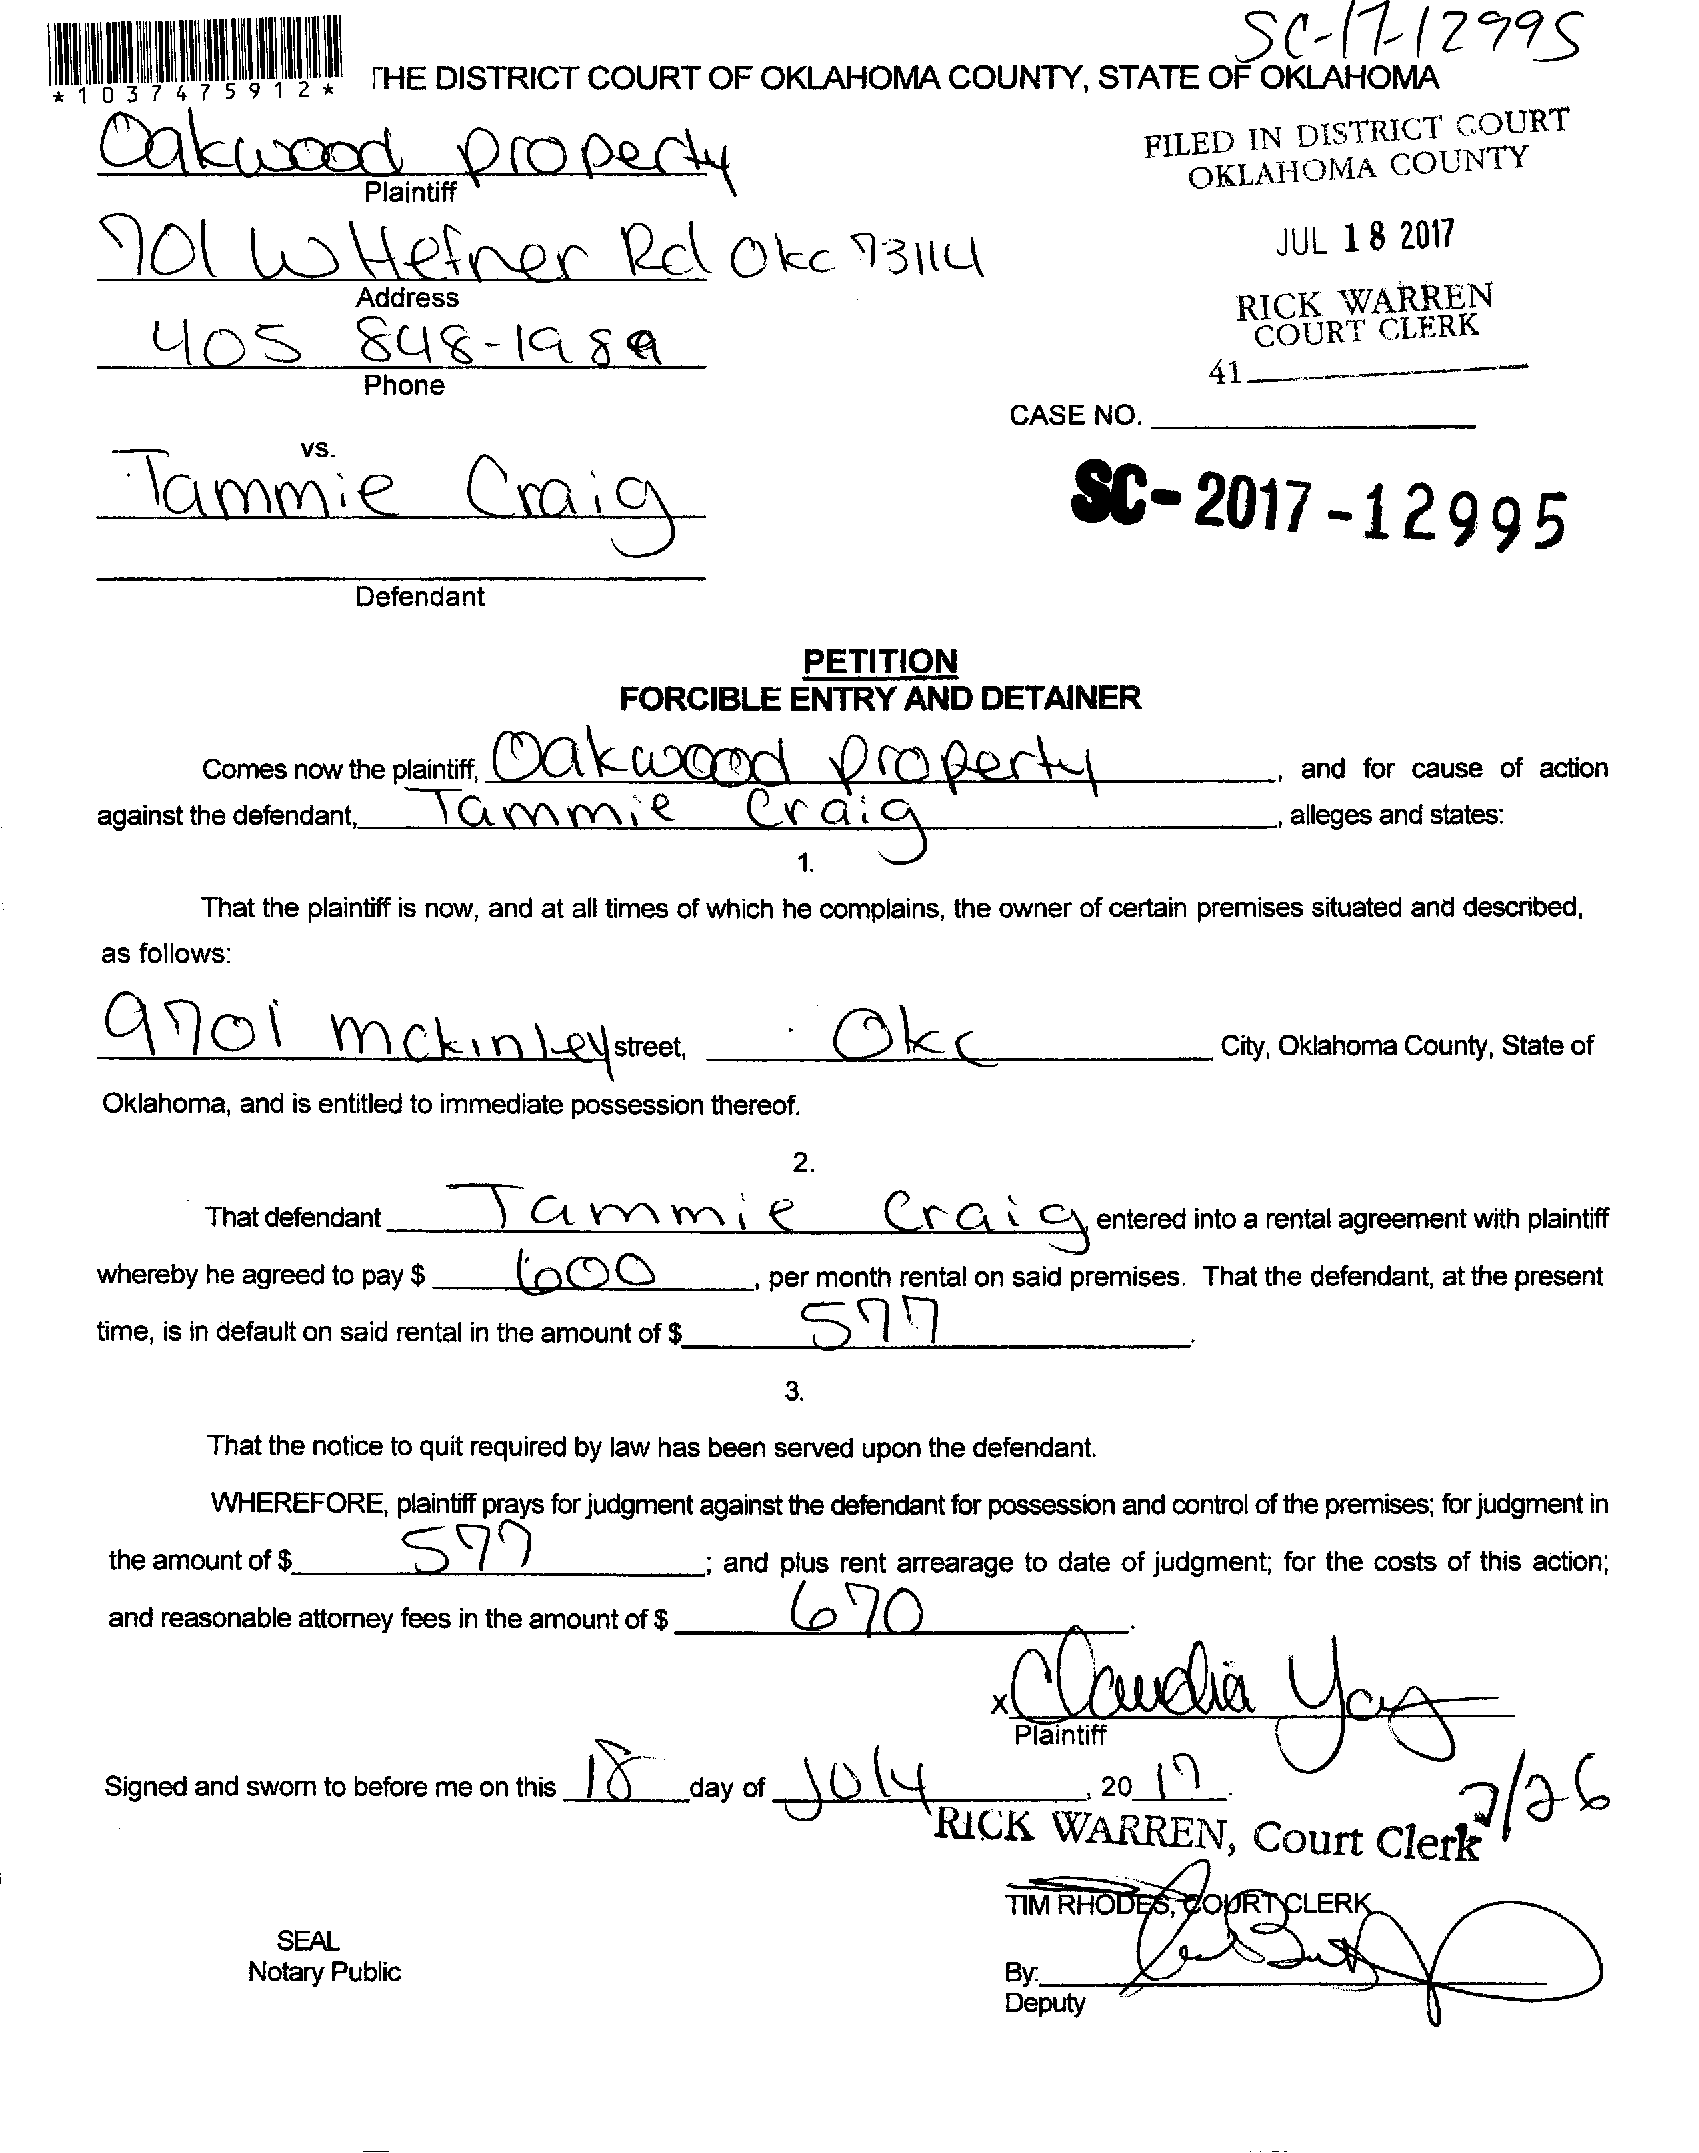 SC-17-12995
*1037475912*
THE DISTRICT COURT OF OKLAHOMA COUNTY, STATE OF OKLAHOMA
Oakwood property
Plaintiff
FILED IN DISTRICT COURT
OKLAHOMA COUNTY
701 W Hefner Rd Okc 73114
Address
JUL 18 2017
405 848-1989
Phone
RICK WARREN
COURT CLERK
41
CASE NO.
vs.
Tammie Craig
SC-2017-12995
Defendant
PETITION
FORCIBLE ENTRY AND DETAINER
Comes now the plaintiff, Oakwood property, and for cause of action
against the defendant, Tammie Craig, alleges and states:
1.
That the plaintiff is now, and at all times of which he complains, the owner of certain premises situated and described,
as follows:
9701 mckinley street, Okc City, Oklahoma County, State of
Oklahoma, and is entitled to immediate possession thereof.
2.
That defendant Tammie Craig entered into a rental agreement with plaintiff
whereby he agreed to pay $ 600, per month rental on said premises. That the defendant, at the present
time, is in default on said rental in the amount of $ 577.
3.
That the notice to quit required by law has been served upon the defendant.
WHEREFORE, plaintiff prays for judgment against the defendant for possession and control of the premises; for judgment in
the amount of $ 577; and plus rent arrearage to date of judgment; for the costs of this action;
and reasonable attorney fees in the amount of $ 670.
x Claudia
Plaintiff
Signed and sworn to before me on this 18 day of July, 20 17.
7/26
RICK WARREN, Court Clerk
TIM RHODES, COURT CLERK
SEAL
Notary Public
By:
Deputy